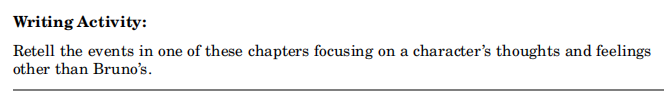 Writing Activity:
Retell the events in one of these chapters focusing on a character’s thoughts and feelings
other than Bruno’s.